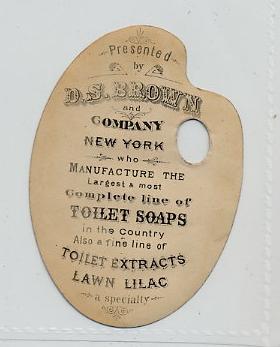 Presented
by
D.S. BROWN
and
COMPANY
NEW YORK
who
MANUFACTURE THE
Largest & most
Complete line of
TOILET SOAPS
in the Country
Also a fine line of
TOILET EXTRACTS
LAWN LILAC
a specialty